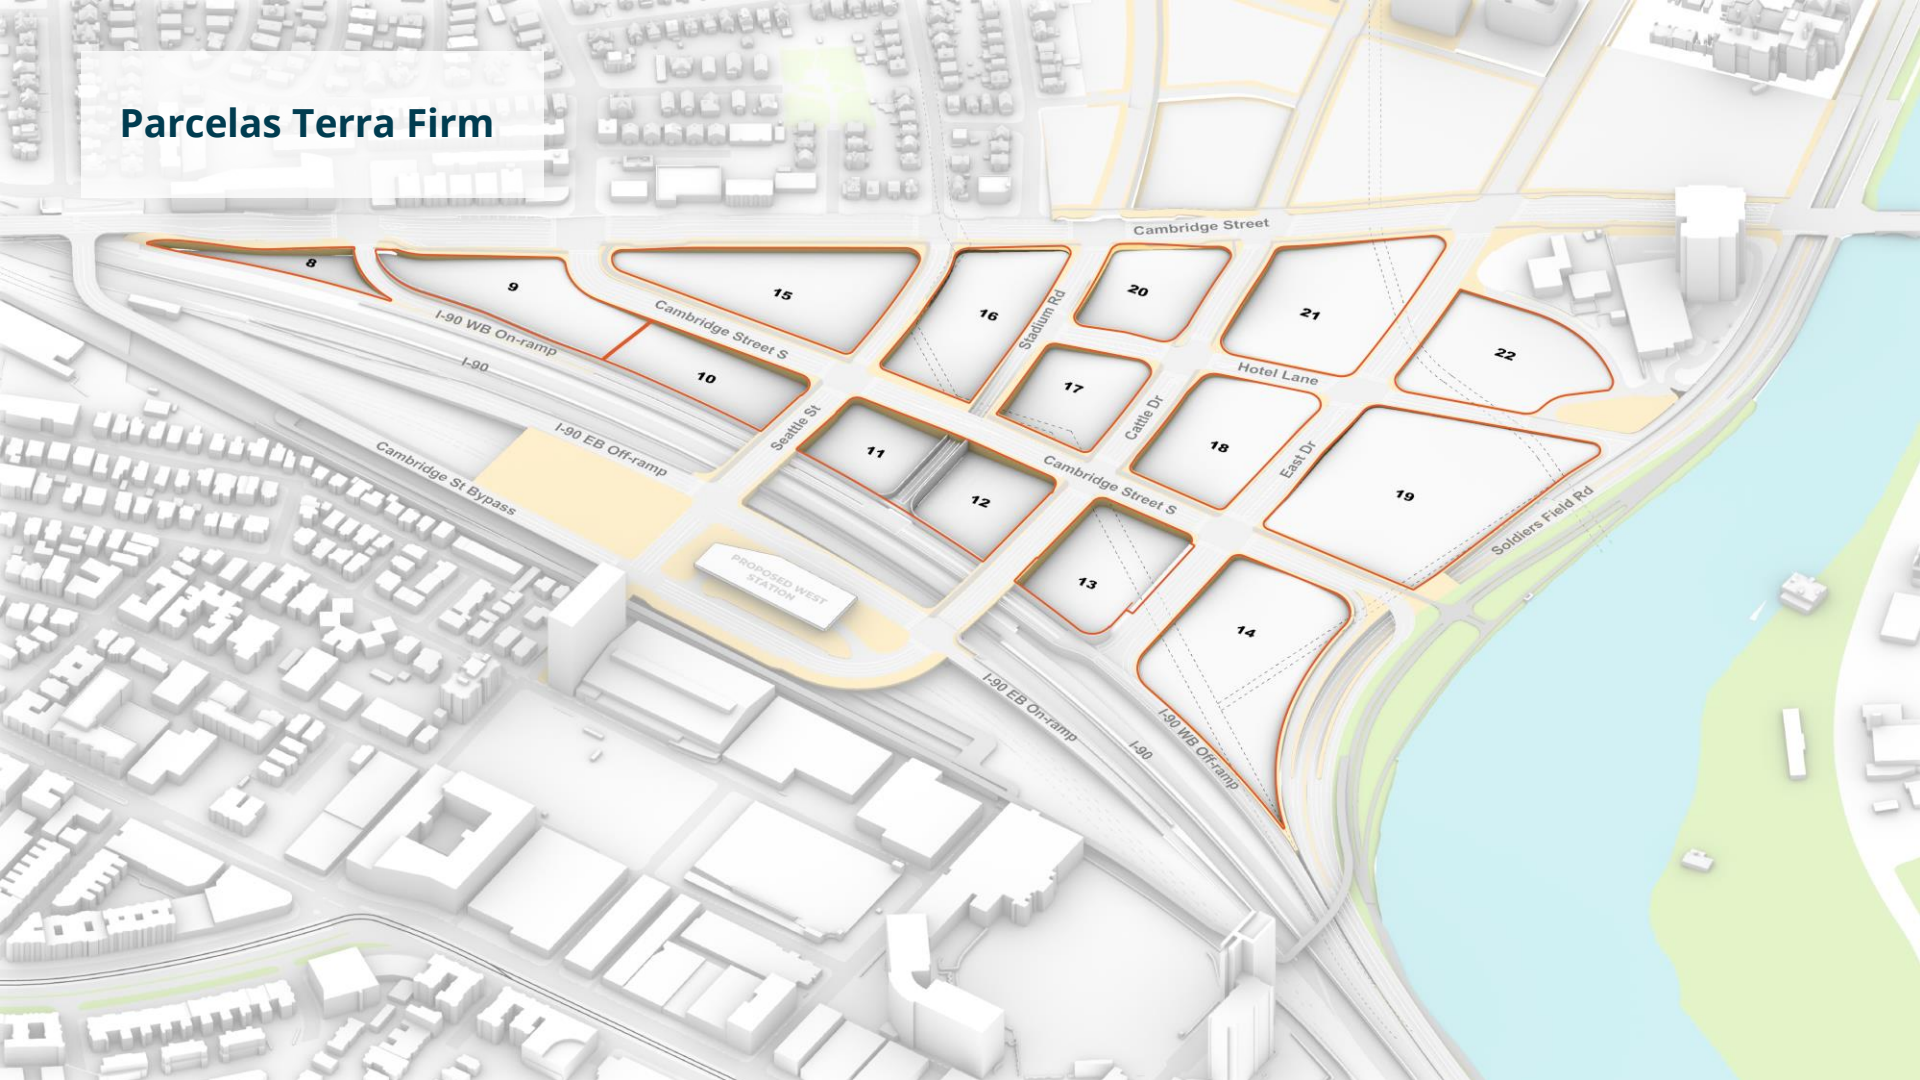 Parcelas Terra Firm
Cambridge Street
8
9
15
16
20
21
22
Stadium Rd
Cambridge Street S
I-90 WB On-ramp
I-90
10
17
Hotel Lane
Cattle Dr
Seattle St
11
18
East Dr
I-90 EB Off-ramp
Cambridge St Bypass
Cambridge Street S
12
19
Soldiers Field Rd
PROPOSED WEST
STATION
13
14
I-90 EB On-ramp
I-90
I-90 WB Off-ramp